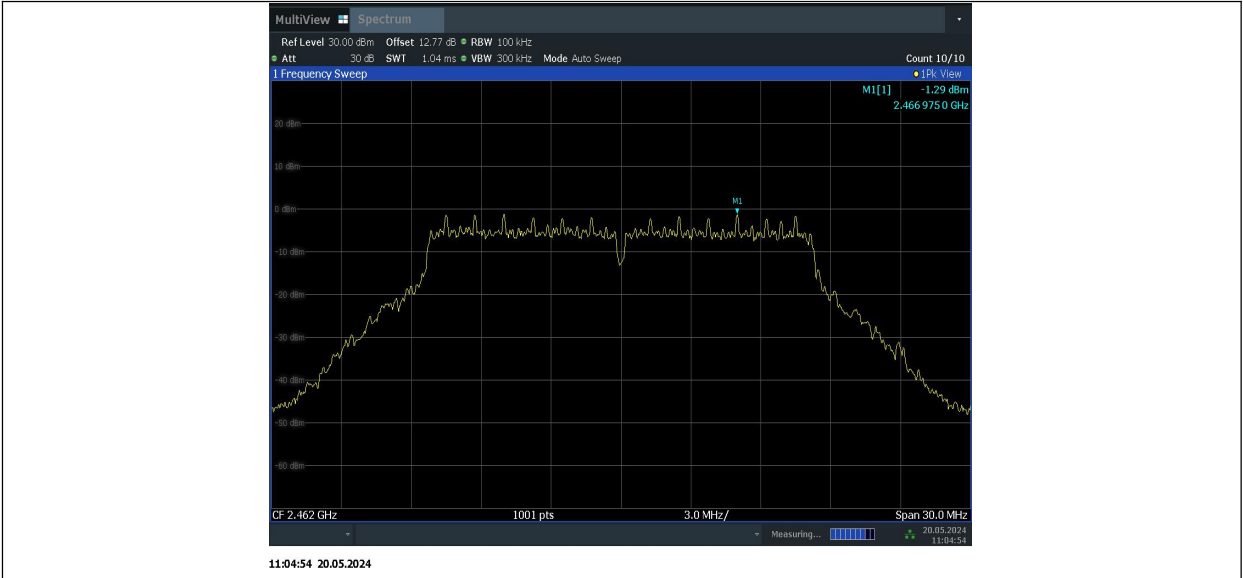 MultiView Spectrum
Ref Level 30.00 dBm Offset 12.77 dB RBW 100 kHz
Att 30 dB SWT 1.04 ms VBW 300 kHz Mode Auto Sweep Count 10/10
1 Frequency Sweep 1Pk View
M1[1] -1.29 dBm
2.466 975 0 GHz
20 dBm
10 dBm
M1
0 dBm
-10 dBm
-20 dBm
-30 dBm
-40 dBm
-50 dBm
-60 dBm
CF 2.462 GHz 1001 pts 3.0 MHz/ Span 30.0 MHz
Measuring... 20.05.2024
11:04:54
11:04:54 20.05.2024